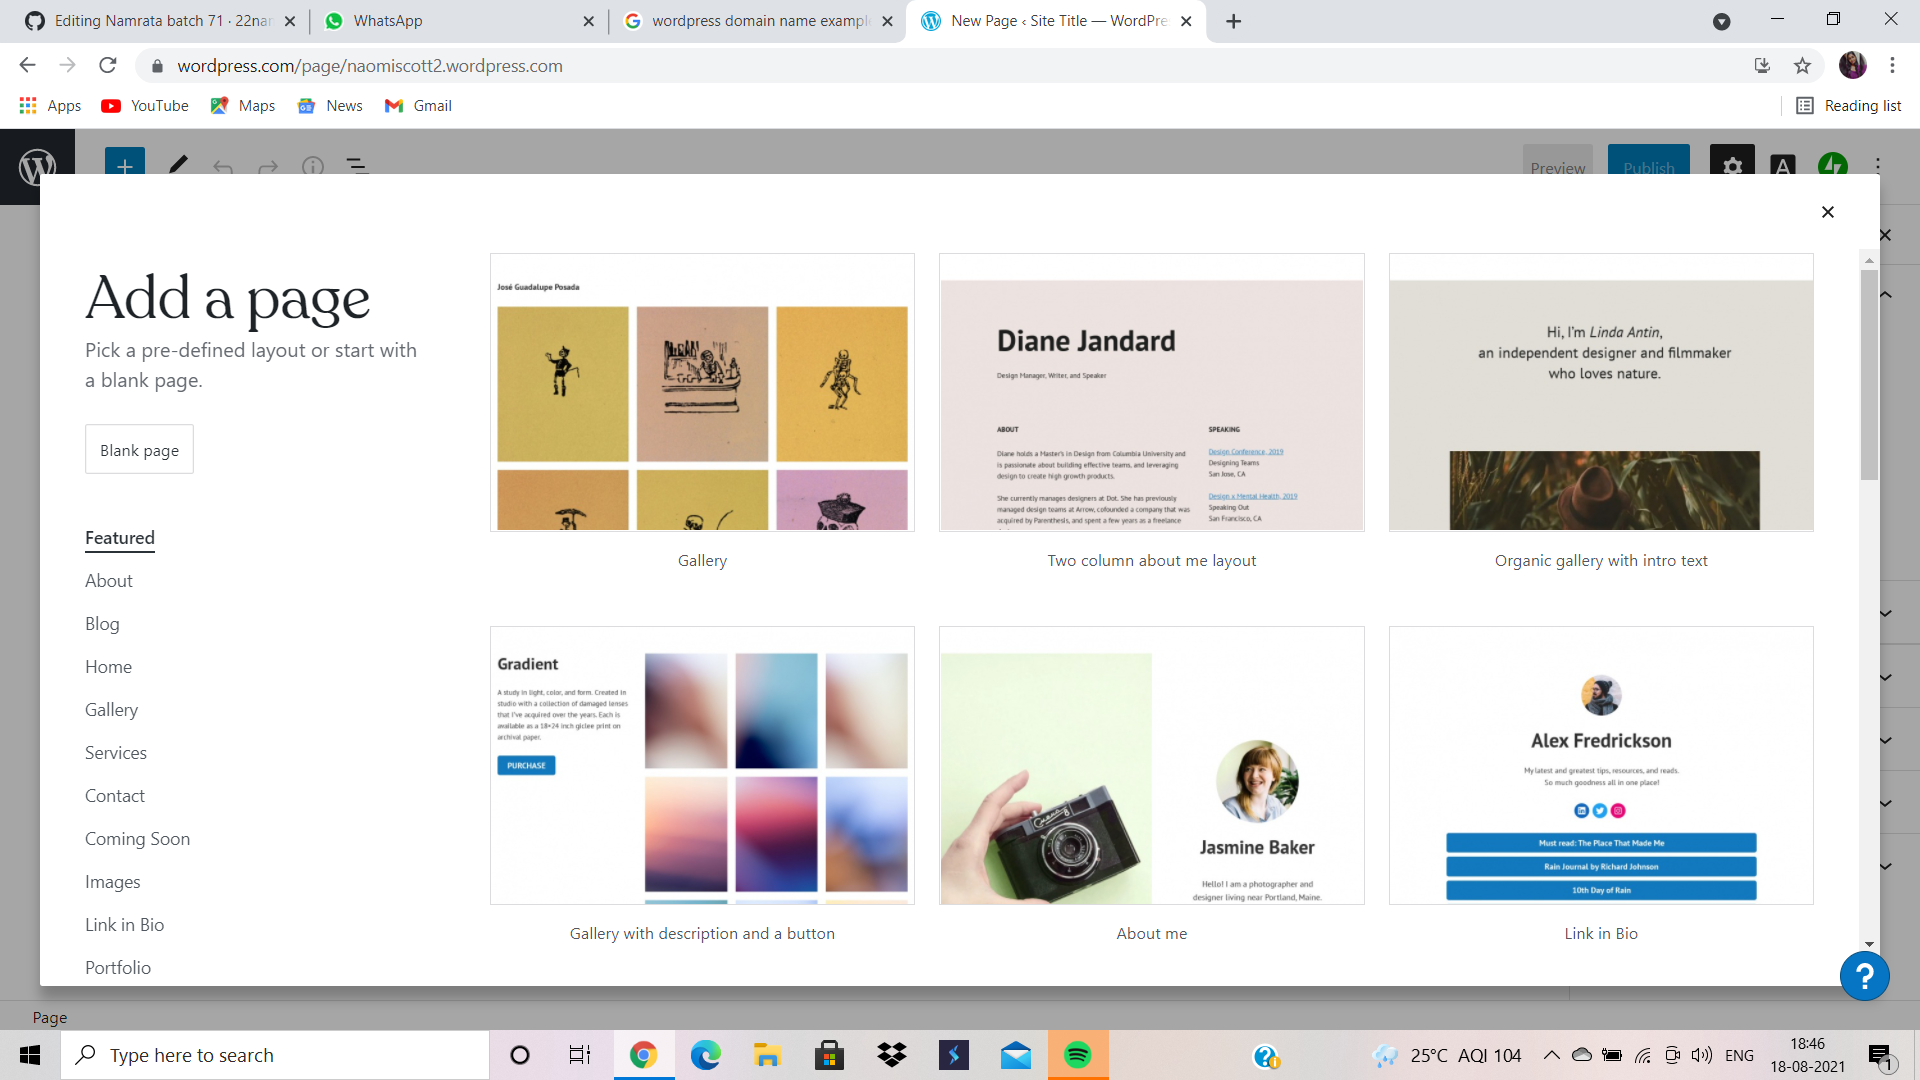 Editing Namrata batch 71 · 22nam
WhatsApp
wordpress domain name example
New Page ‹ Site Title — WordPre
wordpress.com/page/naomiscott2.wordpress.com
Apps
YouTube
Maps
News
Gmail
Reading list
Preview
Publish
Add a page
Pick a pre-defined layout or start with
a blank page.
Blank page
Featured
About
Blog
Home
Gallery
Services
Contact
Coming Soon
Images
Link in Bio
Portfolio
José Guadalupe Posada
Gallery
Diane Jandard
Design Manager, Writer, and Speaker
ABOUT
Diane holds a Master's in Design from Columbia University and
is passionate about building effective teams, and leveraging
design to create high growth products.
She currently manages designers at Dot. She has previously
managed design teams at Arrow, cofounded a company that was
acquired by Parenthesis, and spent a few years as a freelance
SPEAKING
Design Conference, 2019
Designing Teams
San Jose, CA
Design x Mental Health, 2019
Speaking Out
San Francisco, CA
Two column about me layout
Hi, I'm Linda Antin,
an independent designer and filmmaker
who loves nature.
Organic gallery with intro text
Gradient
A study in light, color, and form. Created in
studio with a collection of damaged lenses
that I've acquired over the years. Each is
available as a 18×24 inch giclee print on
archival paper.
PURCHASE
Gallery with description and a button
Jasmine Baker
Hello! I am a photographer and
designer living near Portland, Maine.
About me
Alex Fredrickson
My latest and greatest tips, resources, and reads.
So much goodness all in one place!
Must read: The Place That Made Me
Rain Journal by Richard Johnson
10th Day of Rain
Link in Bio
?
Page
Type here to search
25°C AQI 104
ENG
18:46
18-08-2021
1